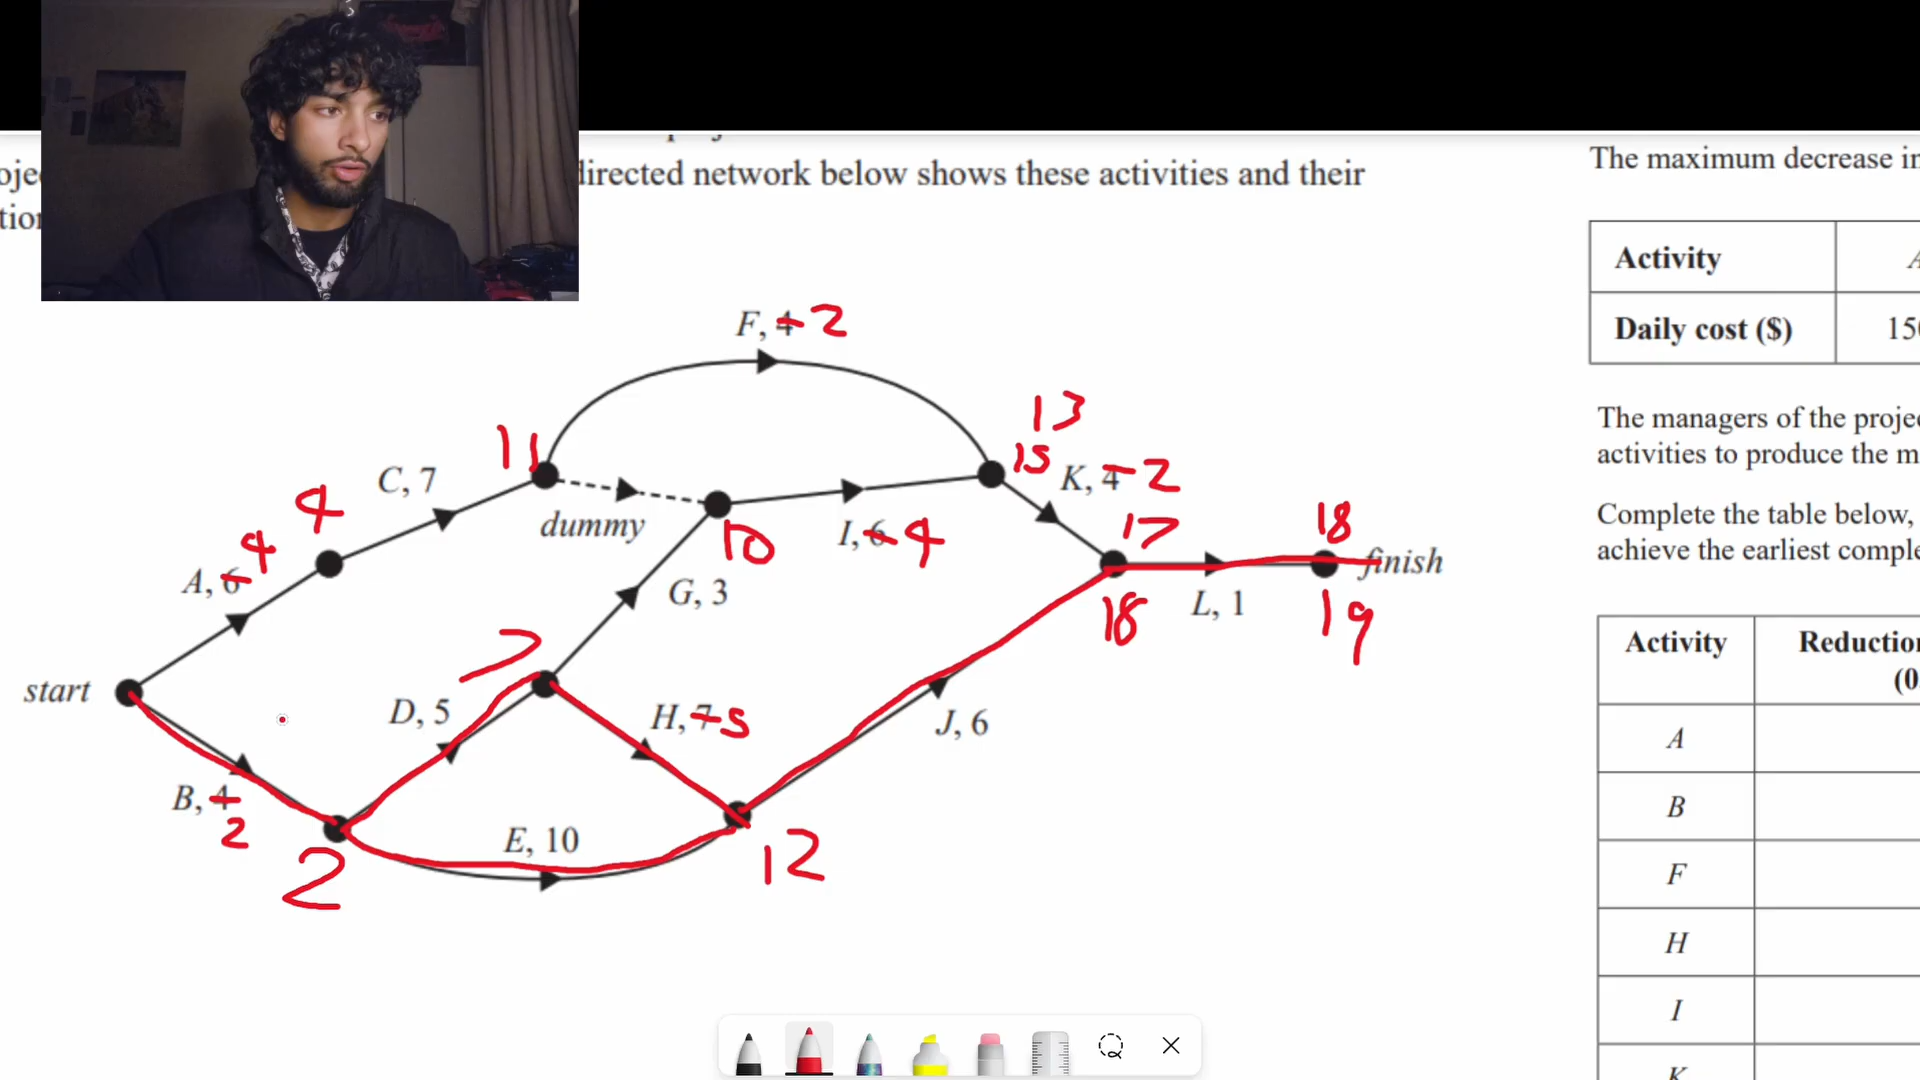 directed network below shows these activities and their
The maximum decrease in
Activity
Daily cost ($)
F, 4 2
13
11
15
K, 4 2
The managers of the
activities to produce the
C, 7
4
dummy
10
I, 6 4
17
18
finish
Complete the table below,
achieve the earliest
A, 6 4
G, 3
L, 1
18
19
start
7
D, 5
H, 7 5
J, 6
B, 4
2
E, 10
2
12
Activity
A
B
F
H
I
K